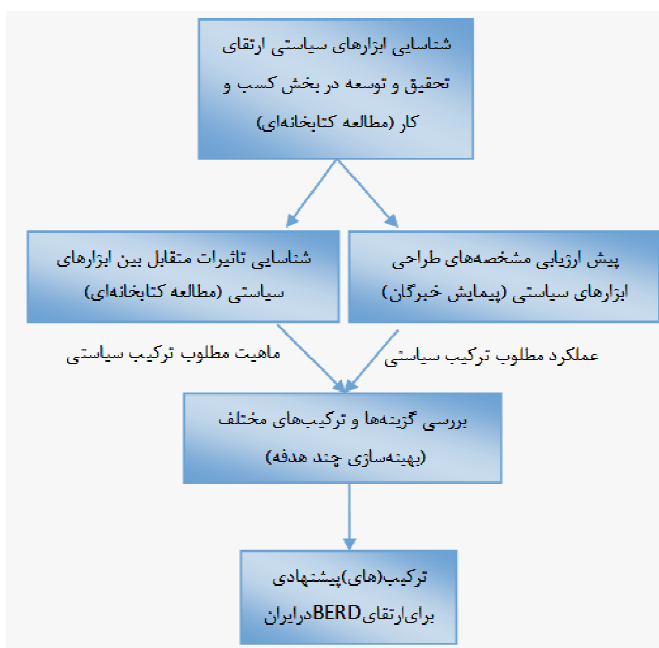 شناسایی ابزارهای سیاستی ارتقای
تحقیق و توسعه در بخش کسب و
کار (مطالعه کتابخانه‌ای)
پیش ارزیابی مشخصه‌های طراحی
ابزارهای سیاستی (پیمایش خبرگان)
شناسایی تاثیرات متقابل بین ابزارهای
سیاستی (مطالعه کتابخانه‌ای)
عملکرد مطلوب ترکیب سیاستی
ماهیت مطلوب ترکیب سیاستی
بررسی گزینه‌ها و ترکیب‌های مختلف
(بهینه‌سازی چند هدفه)
ترکیب(های)پیشنهادی
برای‌ارتقایBERDدرایران